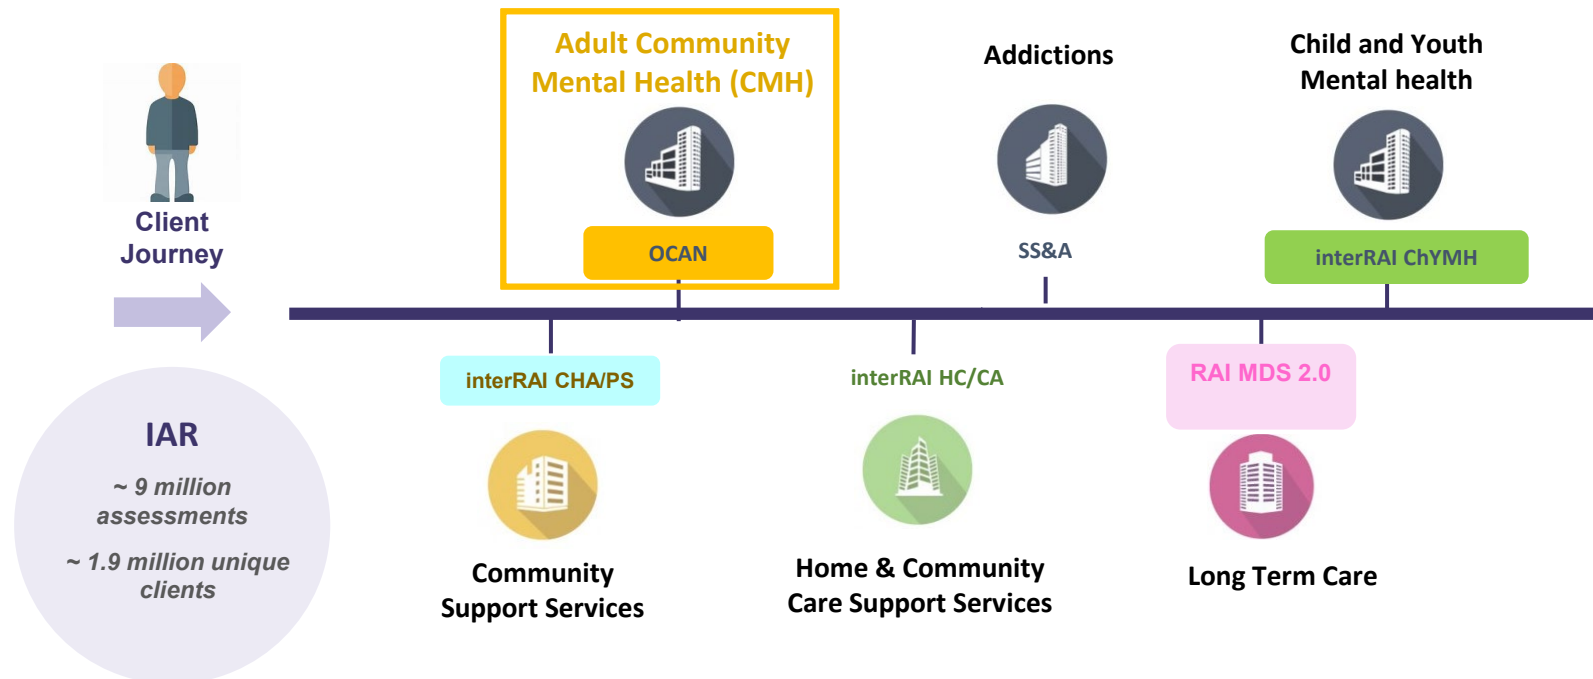 Adult Community
Mental Health (CMH)
OCAN
Addictions
SS&A
Child and Youth
Mental health
interRAI ChYMH
Client
Journey
interRAI CHA/PS
Community
Support Services
interRAI HC/CA
Home & Community
Care Support Services
RAI MDS 2.0
Long Term Care
IAR
~ 9 million
assessments
~ 1.9 million unique
clients